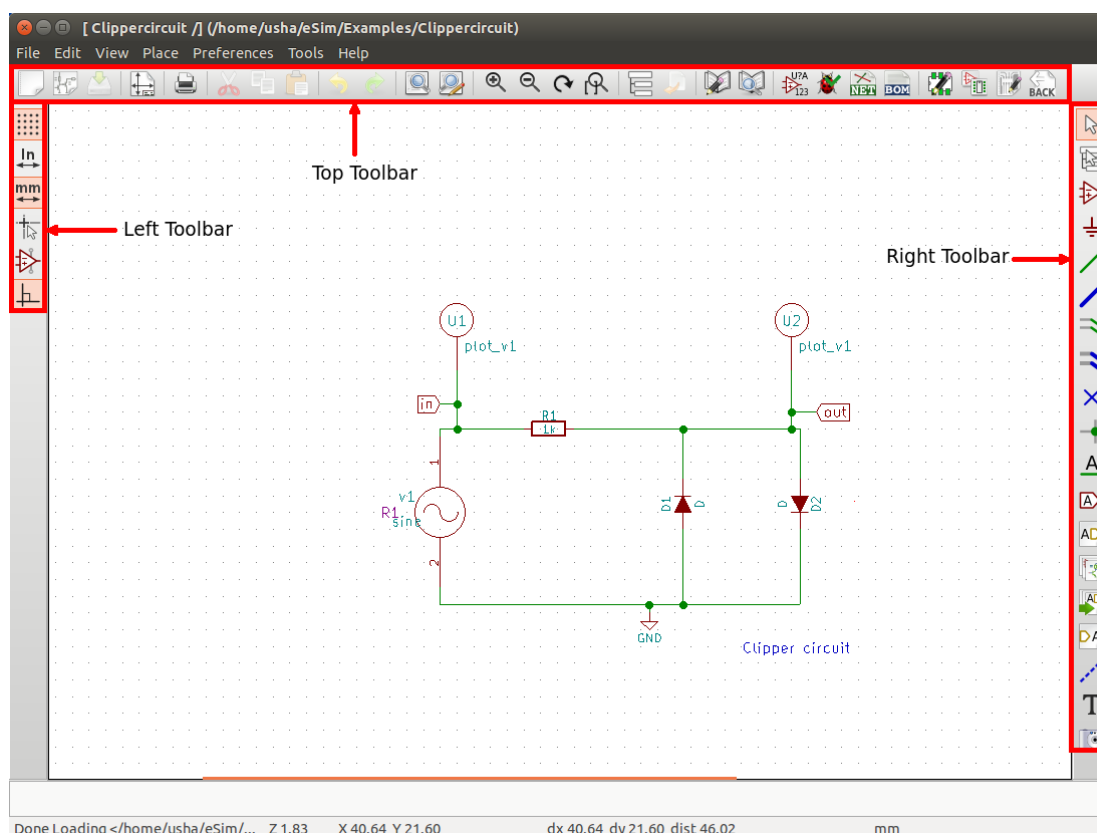 [ Clippercircuit /] (/home/usha/eSim/Examples/Clippercircuit)
File Edit View Place Preferences Tools Help
U?A
123
NET
BOM
BACK
In
mm
Top Toolbar
Left Toolbar
Right Toolbar
U1
plot_v1
U2
plot_v1
in
out
R1
1k
1
v1
R1
sine
2
D1
D
D
D2
GND
Clipper circuit
A
A
T
Done Loading </home/usha/eSim/... Z 1.83 X 40.64 Y 21.60 dx 40.64 dy 21.60 dist 46.02 mm